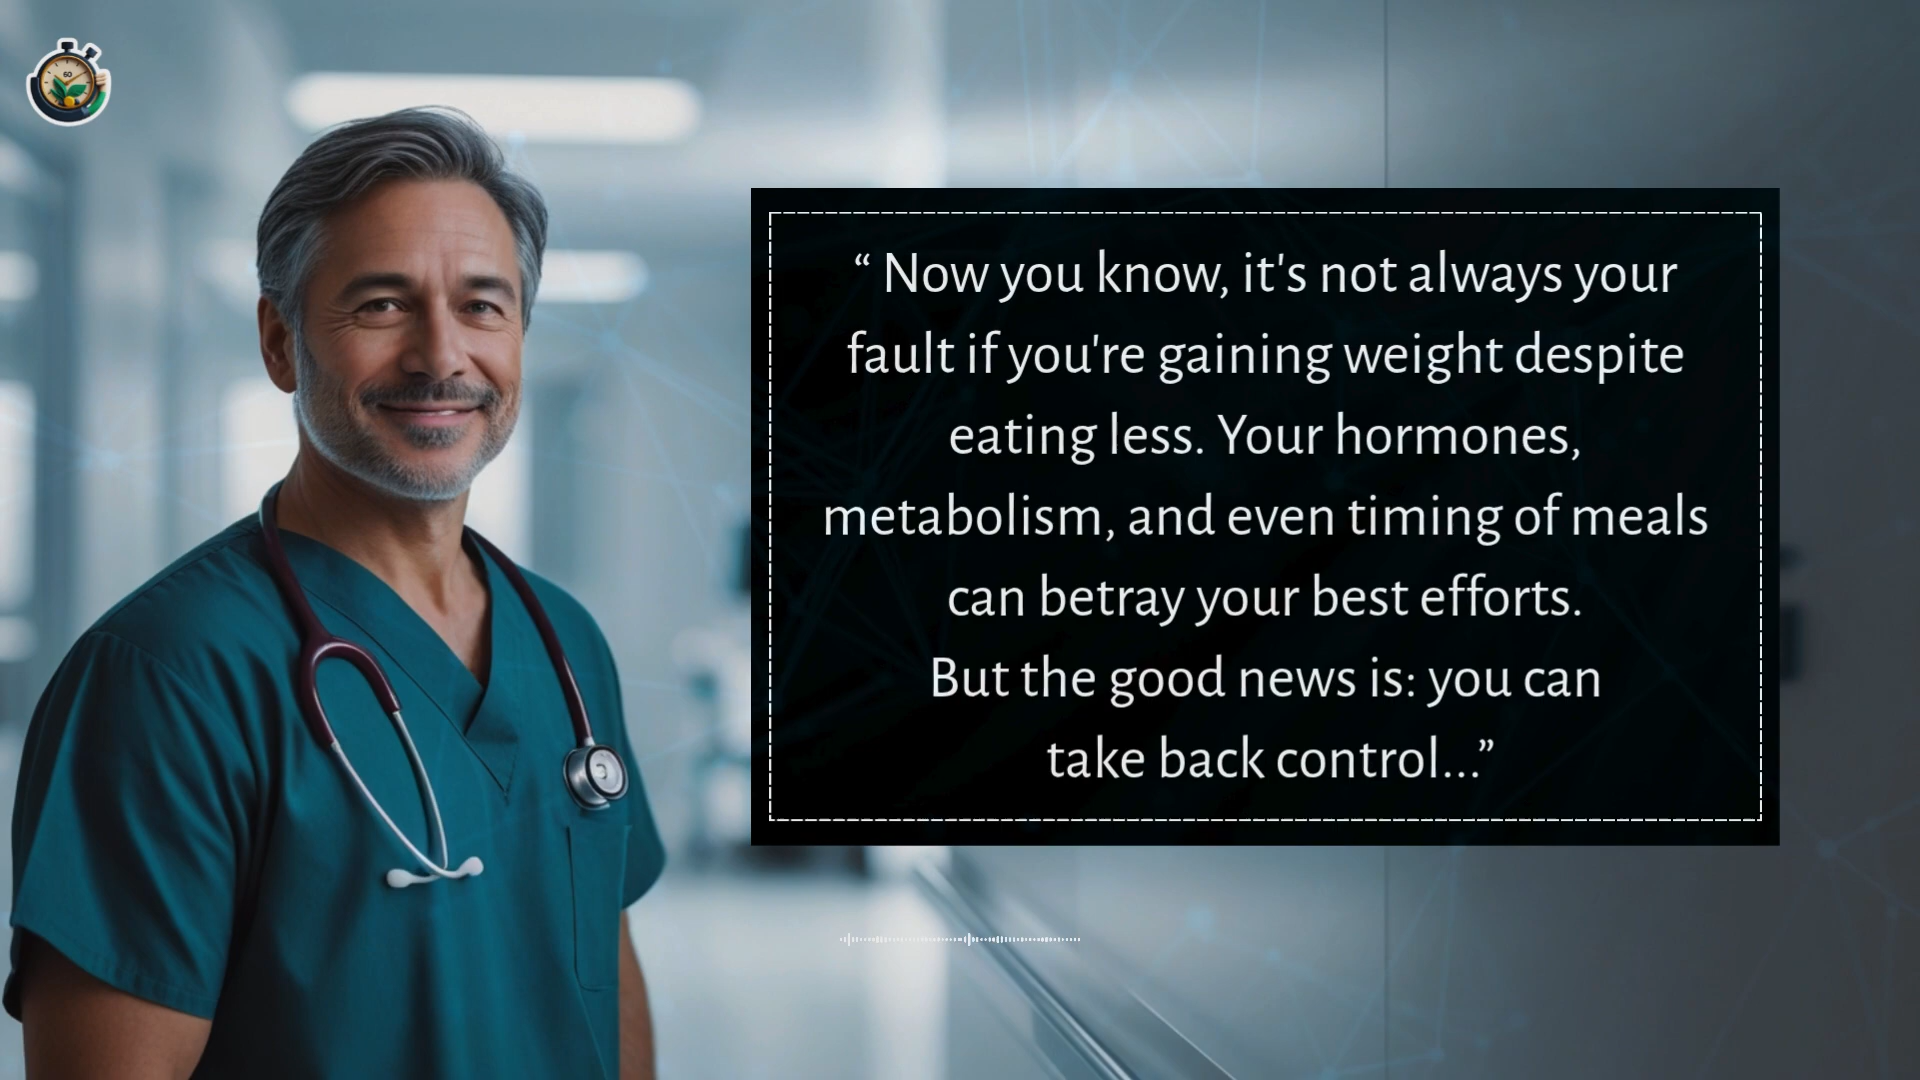 60
“ Now you know, it's not always your
fault if you're gaining weight despite
eating less. Your hormones,
metabolism, and even timing of meals
can betray your best efforts.
But the good news is: you can
take back control...”